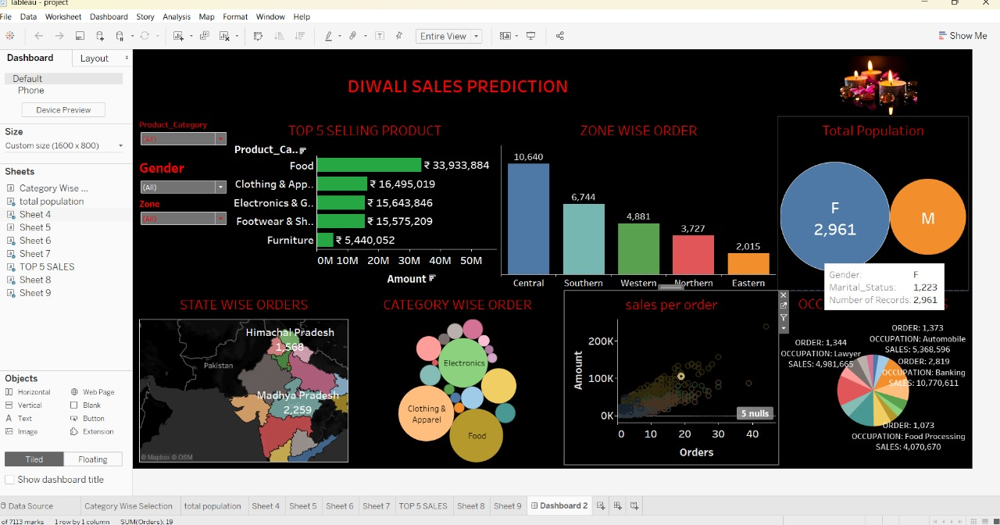 Tableau - project
File Data Worksheet Dashboard Story Analysis Map Format Window Help
Entire View
Show Me
Dashboard Layout
Default
Phone
Device Preview
Size
Custom size (1600 x 800)
Sheets
Category Wise ...
total population
Sheet 4
Sheet 5
Sheet 6
Sheet 7
TOP 5 SALES
Sheet 8
Sheet 9
Objects
Horizontal Web Page
Vertical Blank
Text Button
Image Extension
Tiled Floating
Show dashboard title
DIWALI SALES PREDICTION
Product_Category
(All)
Gender
(All)
Zone
(All)
TOP 5 SELLING PRODUCT
Product_Ca..
Food ₹ 33,933,884
Clothing & App.. ₹ 16,495,019
Electronics & G.. ₹ 15,643,846
Footwear & Sh.. ₹ 15,575,209
Furniture ₹ 5,440,052
0M 10M 20M 30M 40M 50M
Amount
ZONE WISE ORDER
10,640
6,744
4,881
3,727
2,015
Central Southern Western Northern Eastern
Total Population
F
2,961
M
Gender: F
Marital_Status: 1,223
Number of Records: 2,961
STATE WISE ORDERS
Himachal Pradesh
1,568
Pakistan
Madhya Pradesh
2,259
© Mapbox © OSM
CATEGORY WISE ORDER
Electronics
Clothing &
Apparel
Food
sales per order
Amount
200K
100K
0K
5 nulls
0 10 20 30 40
Orders
ORDER: 1,373
OCCUPATION: Automobile
SALES: 5,368,596
ORDER: 1,344
OCCUPATION: Lawyer
SALES: 4,981,665
ORDER: 2,819
OCCUPATION: Banking
SALES: 10,770,611
ORDER: 1,073
OCCUPATION: Food Processing
SALES: 4,070,670
Data Source Category Wise Selection total population Sheet 4 Sheet 5 Sheet 6 Sheet 7 TOP 5 SALES Sheet 8 Sheet 9 Dashboard 2
of 7113 marks 1 row by 1 column SUM(Orders): 19